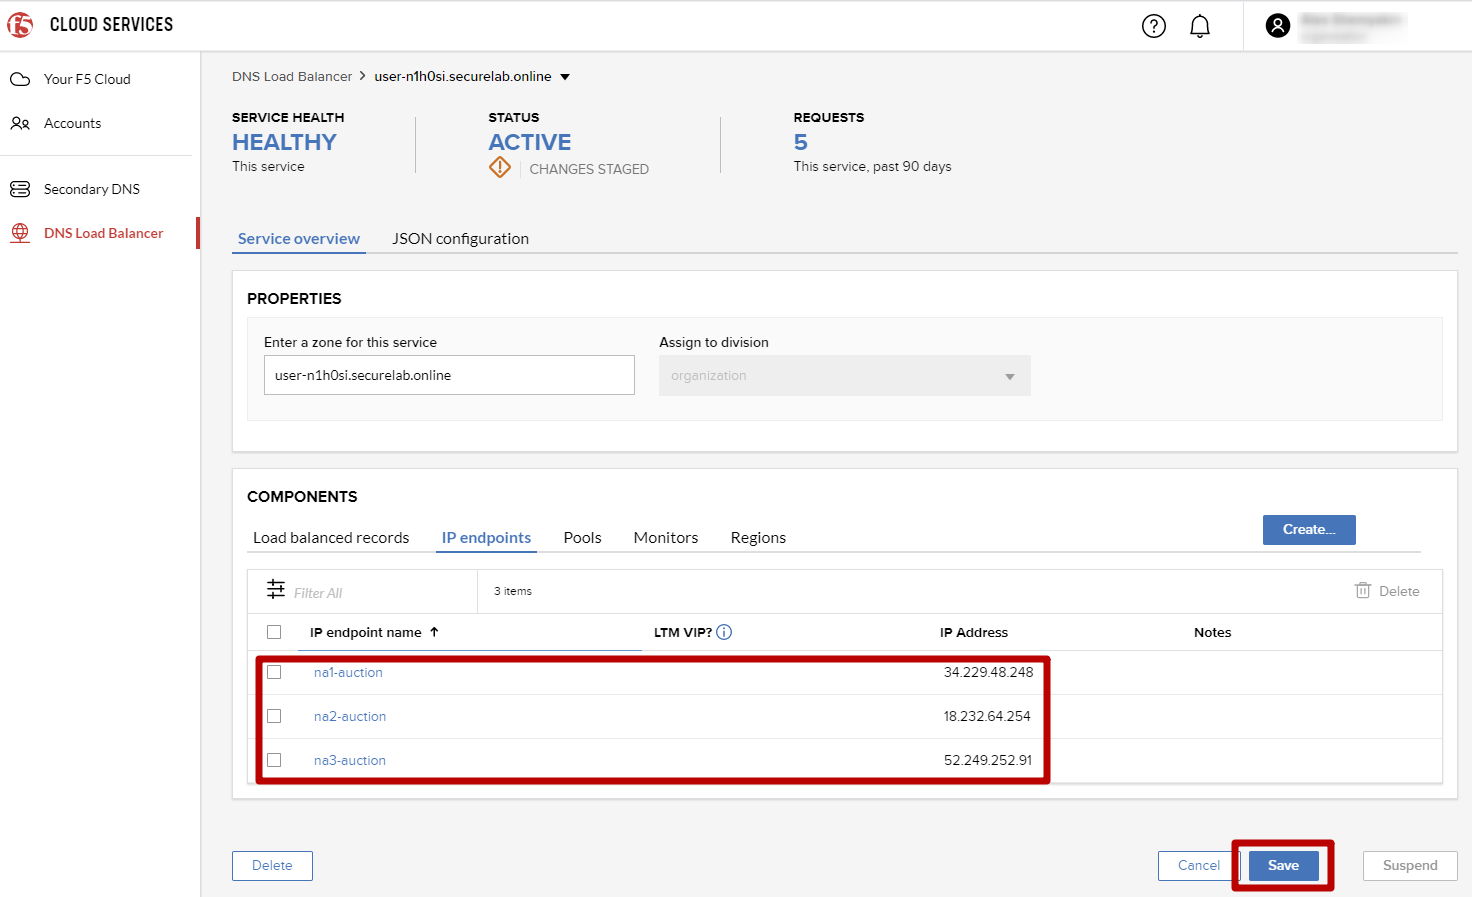 f5 CLOUD SERVICES
Your F5 Cloud
Accounts
Secondary DNS
DNS Load Balancer
DNS Load Balancer > user-n1h0si.securelab.online
SERVICE HEALTH
HEALTHY
This service
STATUS
ACTIVE
CHANGES STAGED
REQUESTS
5
This service, past 90 days
Service overview JSON configuration
PROPERTIES
Enter a zone for this service Assign to division
user-n1h0si.securelab.online organization
COMPONENTS
Load balanced records IP endpoints Pools Monitors Regions Create...
Filter All 3 items Delete
IP endpoint name ↑ LTM VIP? IP Address Notes
na1-auction 34.229.48.248
na2-auction 18.232.64.254
na3-auction 52.249.252.91
Delete Cancel Save Suspend